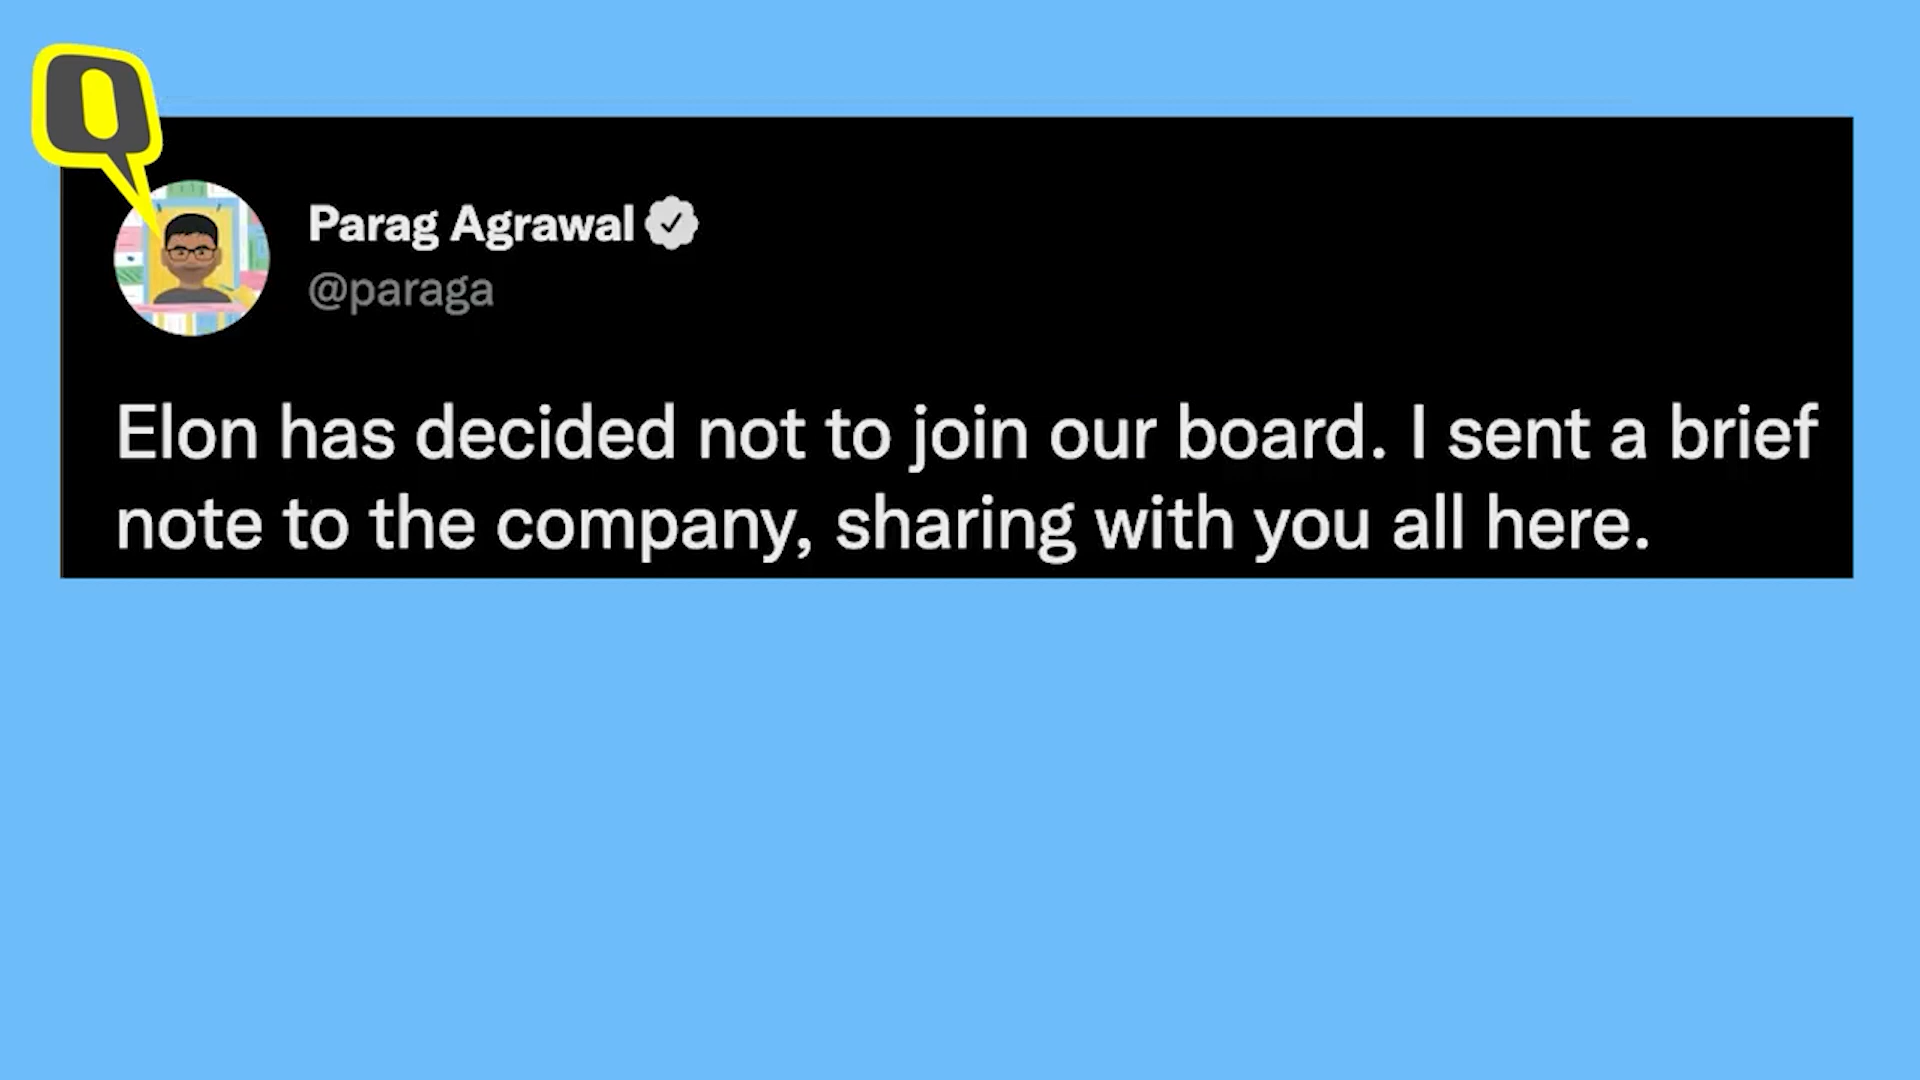 Q
Parag Agrawal
@paraga
Elon has decided not to join our board. I sent a brief
note to the company, sharing with you all here.